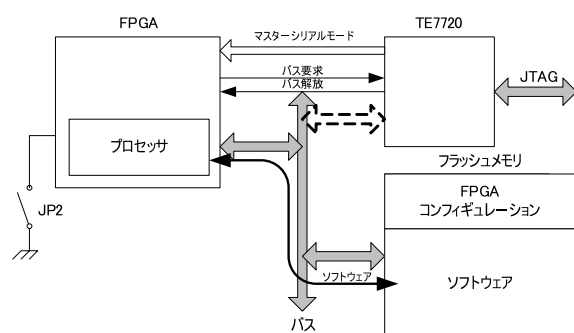 FPGA
TE7720
マスターシリアルモード
バス要求
バス解放
JTAG
プロセッサ
フラッシュメモリ
JP2
FPGA
コンフィギュレーション
ソフトウェア
ソフトウェア
バス